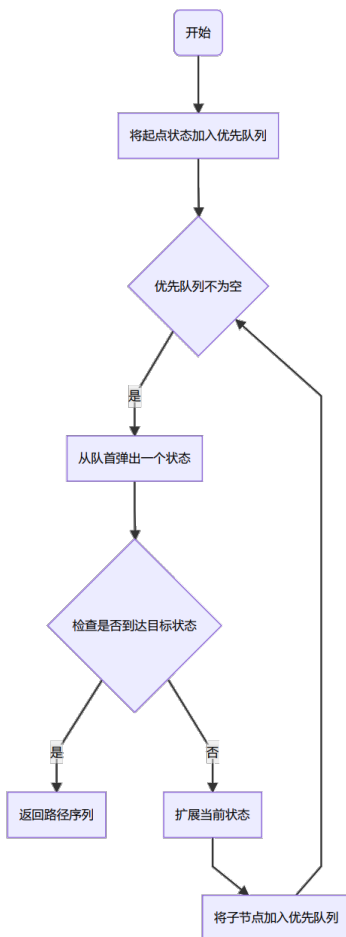 开始
将起点状态加入优先队列
优先队列不为空
是
从队首弹出一个状态
检查是否到达目标状态
是
否
返回路径序列
扩展当前状态
将子节点加入优先队列